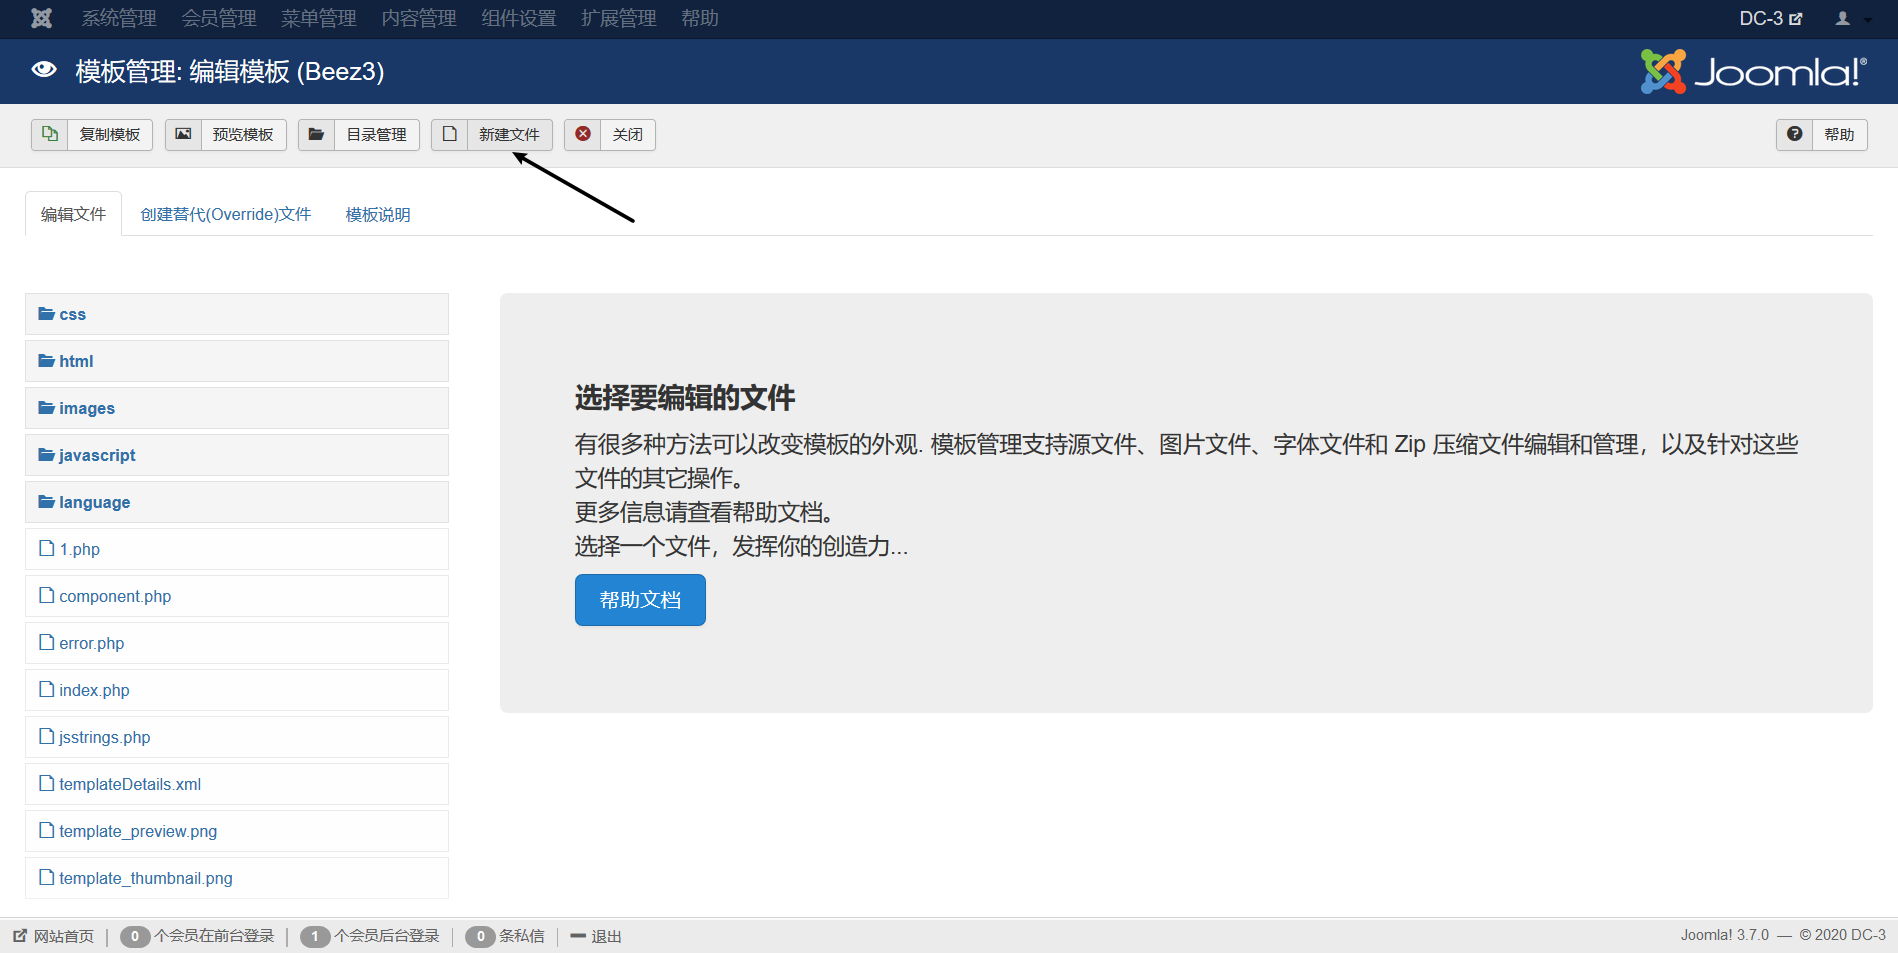 系统管理 会员管理 菜单管理 内容管理 组件设置 扩展管理 帮助 DC-3
模板管理: 编辑模板 (Beez3) Joomla!®
复制模板 预览模板 目录管理 新建文件 关闭 帮助
编辑文件 创建替代(Override)文件 模板说明
css
html
images
javascript
language
1.php
component.php
error.php
index.php
jsstrings.php
templateDetails.xml
template_preview.png
template_thumbnail.png
选择要编辑的文件
有很多种方法可以改变模板的外观. 模板管理支持源文件、图片文件、字体文件和 Zip 压缩文件编辑和管理，以及针对这些
文件的其它操作。
更多信息请查看帮助文档。
选择一个文件，发挥你的创造力...
帮助文档
网站首页 0 个会员在前台登录 1 个会员后台登录 0 条私信 退出 Joomla! 3.7.0 — © 2020 DC-3